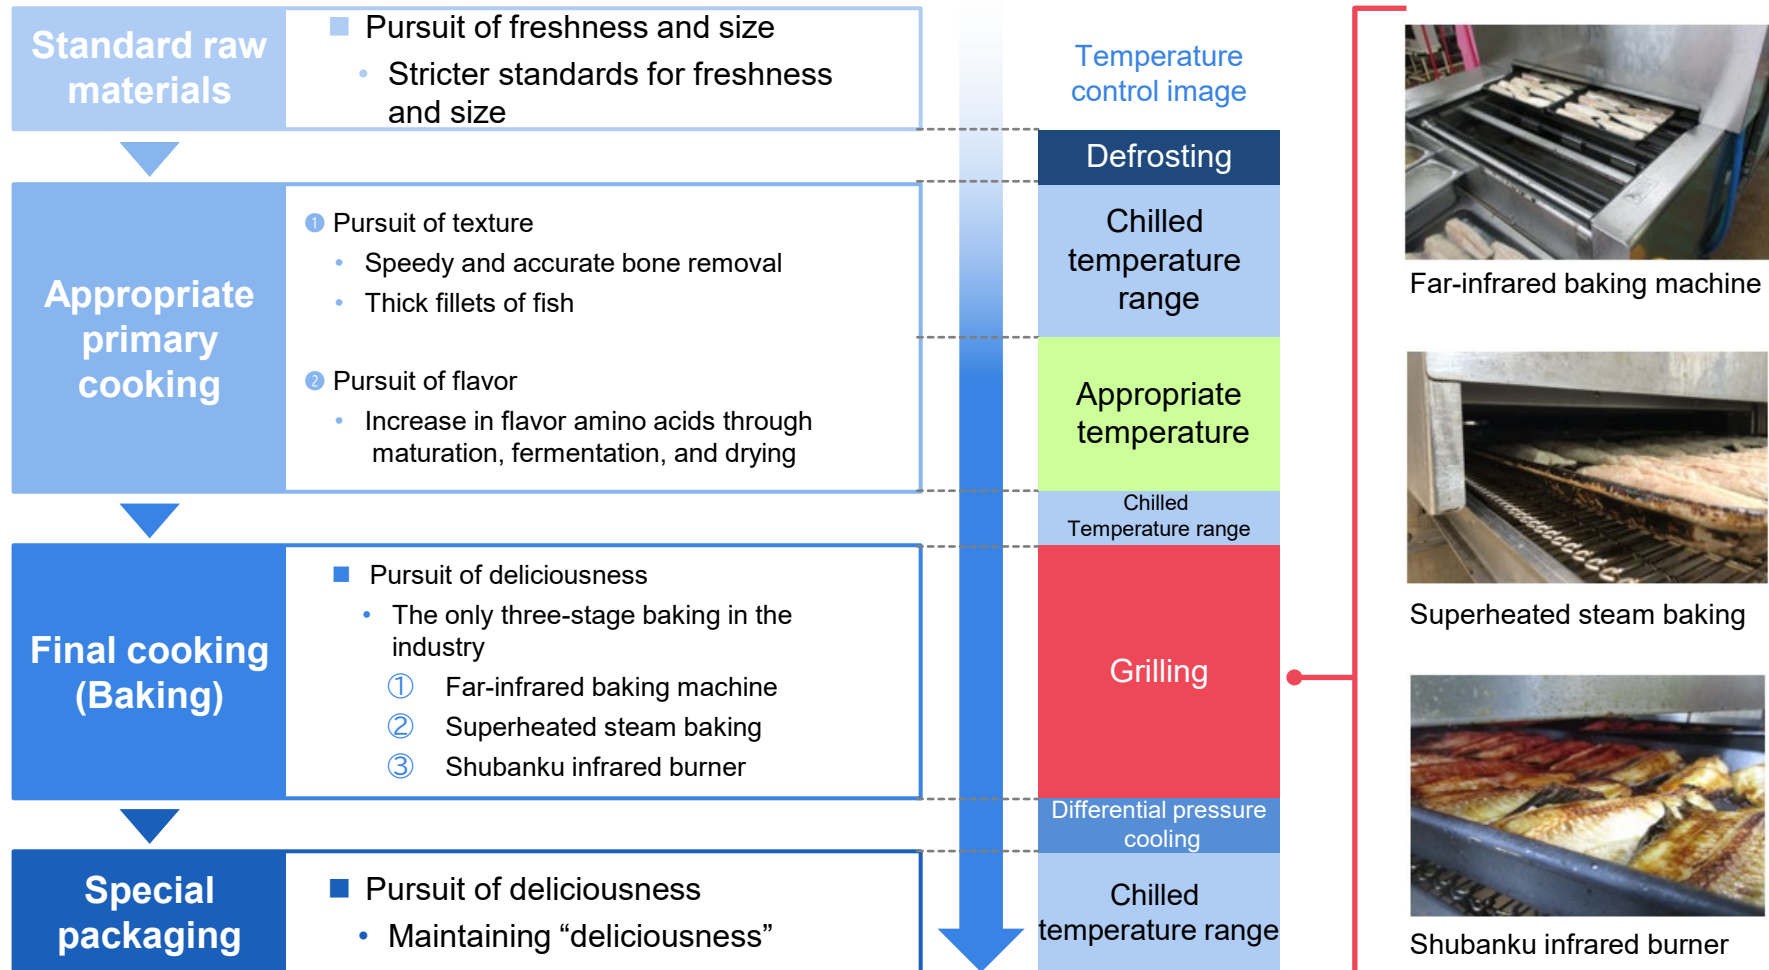 Standard raw
materials
■ Pursuit of freshness and size
• Stricter standards for freshness
and size
Appropriate
primary
cooking
❶ Pursuit of texture
• Speedy and accurate bone removal
• Thick fillets of fish
❷ Pursuit of flavor
• Increase in flavor amino acids through
maturation, fermentation, and drying
Final cooking
(Baking)
■ Pursuit of deliciousness
• The only three-stage baking in the
industry
① Far-infrared baking machine
② Superheated steam baking
③ Shubanku infrared burner
Special
packaging
■ Pursuit of deliciousness
• Maintaining “deliciousness”
Temperature
control image
Defrosting
Chilled
temperature
range
Appropriate
temperature
Chilled
Temperature range
Grilling
Differential pressure
cooling
Chilled
temperature range
Far-infrared baking machine
Superheated steam baking
Shubanku infrared burner